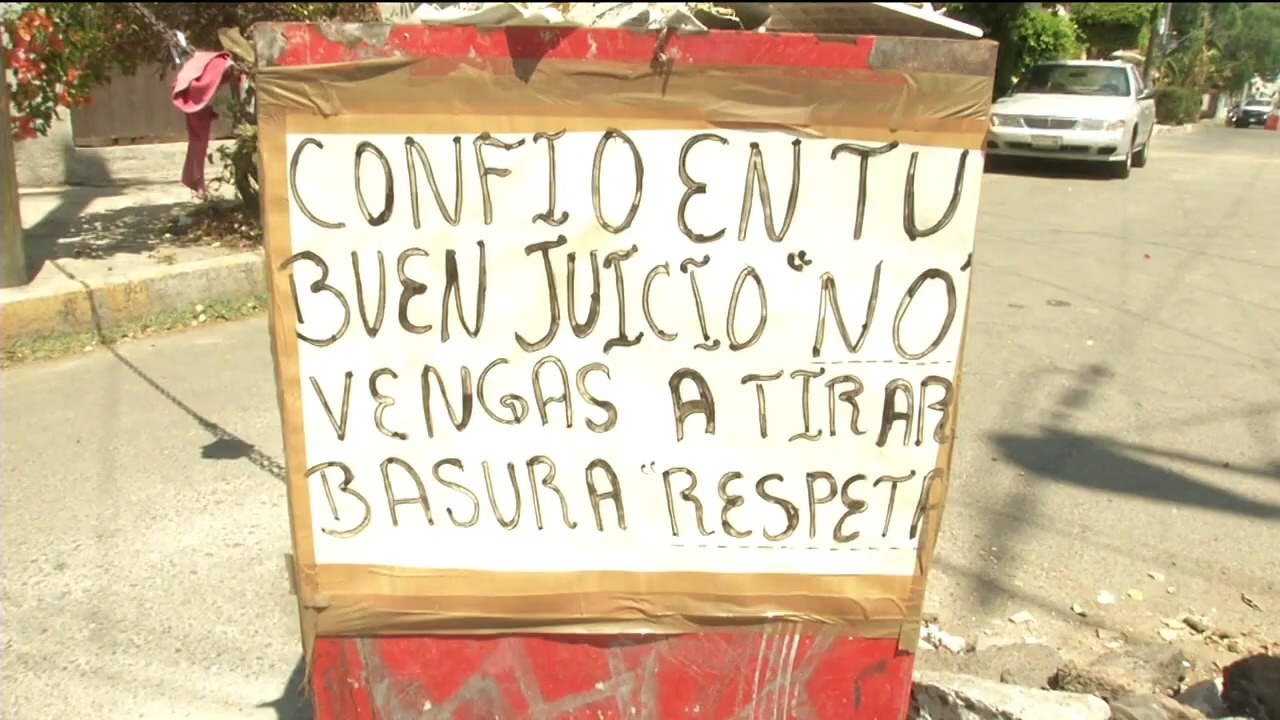 CONFIO EN TU
BUEN JUICIO "NO"
VENGAS A TIRAR
BASURA "RESPETA